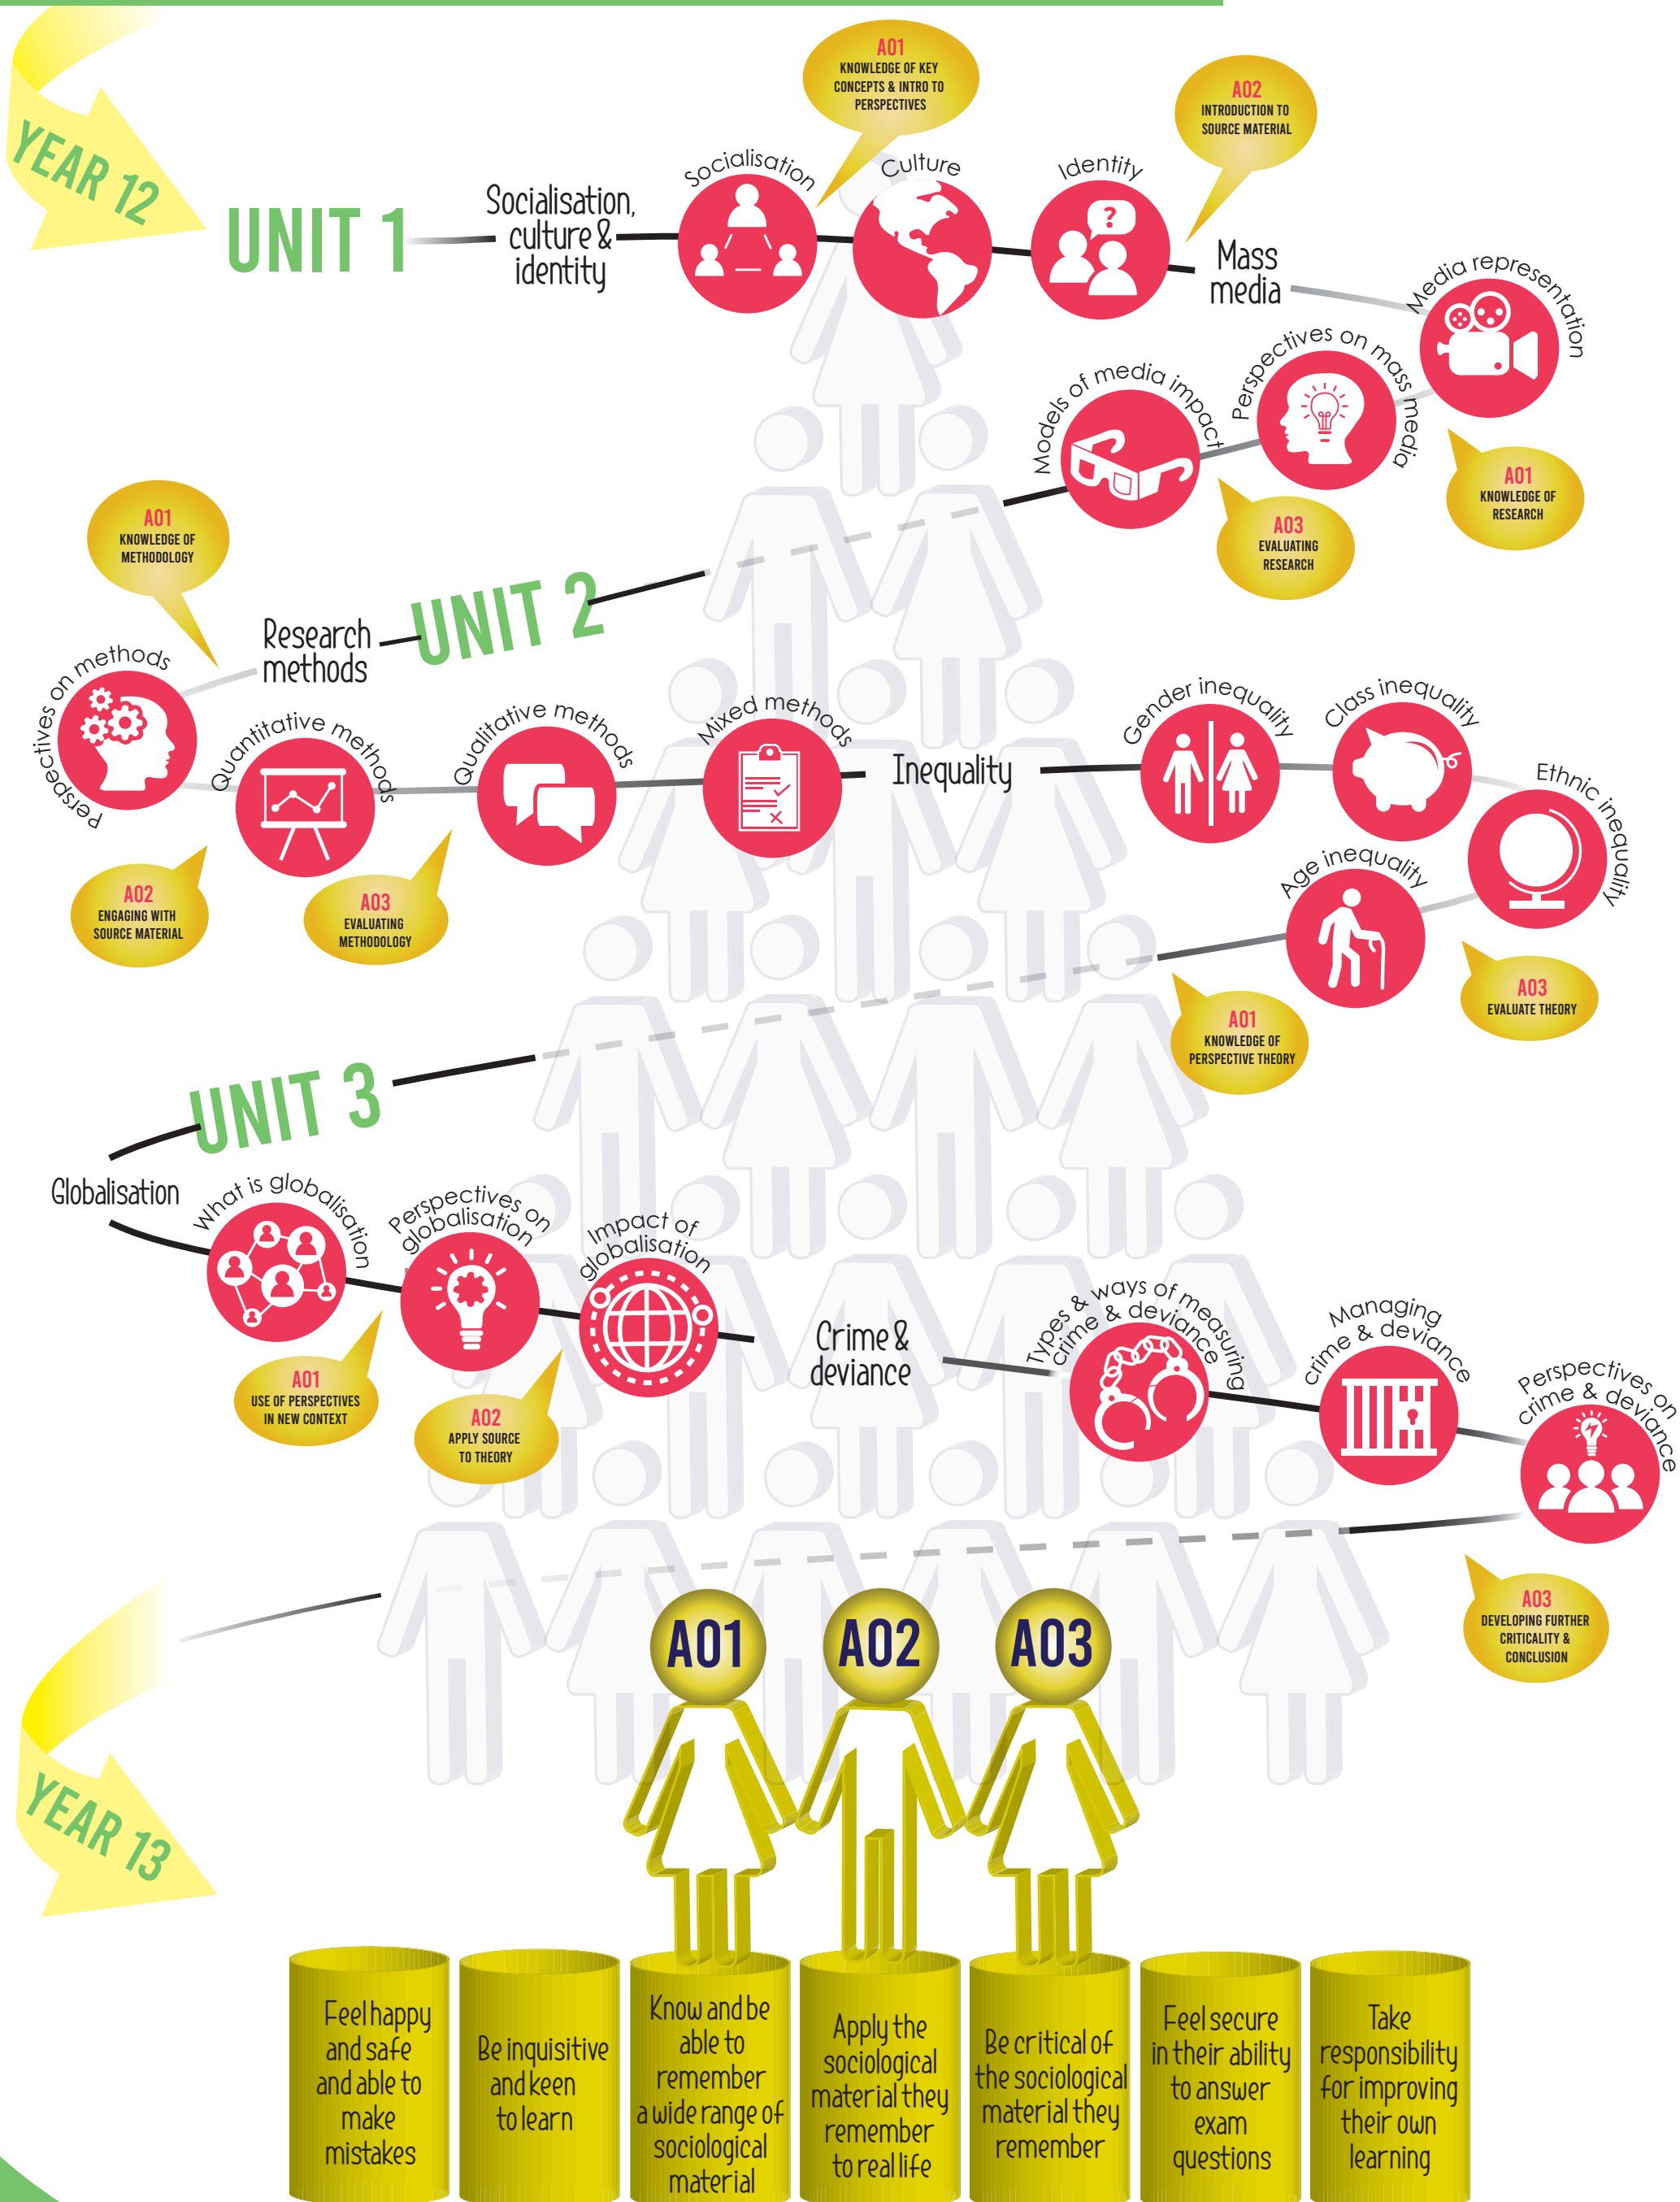 YEAR 12
UNIT 1
Socialisation,
culture &
identity
Socialisation
AO1
KNOWLEDGE OF KEY
CONCEPTS & INTRO TO
PERSPECTIVES
Culture
Identity
AO2
INTRODUCTION TO
SOURCE MATERIAL
?
Mass
media
Media representation
AO1
KNOWLEDGE OF
RESEARCH
Perspectives on mass media
AO3
EVALUATING
RESEARCH
Models of media impact
UNIT 2
Research
methods
AO1
KNOWLEDGE OF
METHODOLOGY
Perspectives on methods
AO2
ENGAGING WITH
SOURCE MATERIAL
Quantitative methods
AO3
EVALUATING
METHODOLOGY
Qualitative methods
Mixed methods
Inequality
Gender inequality
Class inequality
Ethnic inequality
AO3
EVALUATE THEORY
Age inequality
AO1
KNOWLEDGE OF
PERSPECTIVE THEORY
UNIT 3
Globalisation
What is globalisation
AO1
USE OF PERSPECTIVES
IN NEW CONTEXT
Perspectives on
globalisation
AO2
APPLY SOURCE
TO THEORY
Impact of
globalisation
Crime &
deviance
Types & ways of measuring
crime & deviance
Managing
crime & deviance
Perspectives on
crime & deviance
AO3
DEVELOPING FURTHER
CRITICALITY &
CONCLUSION
YEAR 13
AO1
AO2
AO3
Feel happy
and safe
and able to
make
mistakes
Be inquisitive
and keen
to learn
Know and be
able to
remember
a wide range of
sociological
material
Apply the
sociological
material they
remember
to real life
Be critical of
the sociological
material they
remember
Feel secure
in their ability
to answer
exam
questions
Take
responsibility
for improving
their own
learning